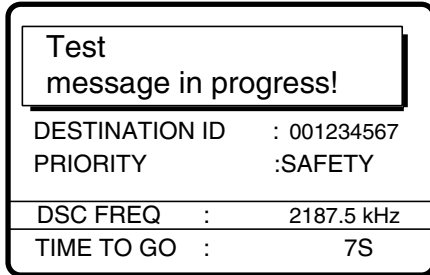 Test
message in progress!
DESTINATION ID : 001234567
PRIORITY :SAFETY
DSC FREQ : 2187.5 kHz
TIME TO GO : 7S